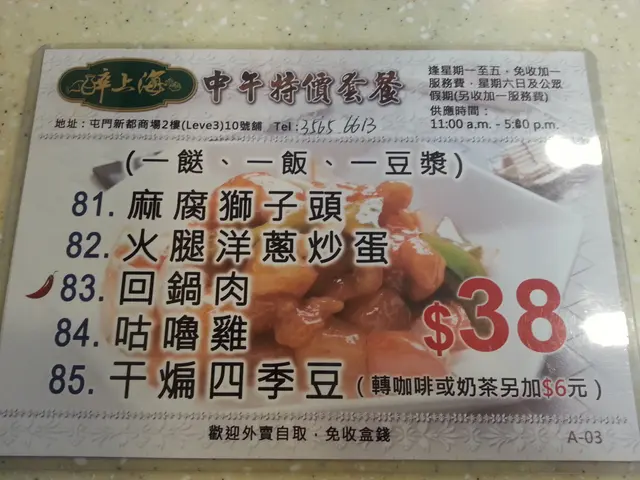 辛上海
中午特價套餐
逢星期一至五，免收加一
服務費，星期六日及公眾
假期(另收加一服務費)
供應時間：
11:00 a.m. - 5:00 p.m.
地址：屯門新都商場2樓(Leve3)10號舖 Tel:3565 6613
(一餸、一飯、一豆漿)
81. 麻腐獅子頭
82. 火腿洋蔥炒蛋
83. 回鍋肉
84. 咕嚕雞
85. 干煸四季豆
$38
(轉咖啡或奶茶另加$6元)
歡迎外賣自取，免收盒錢
A-03